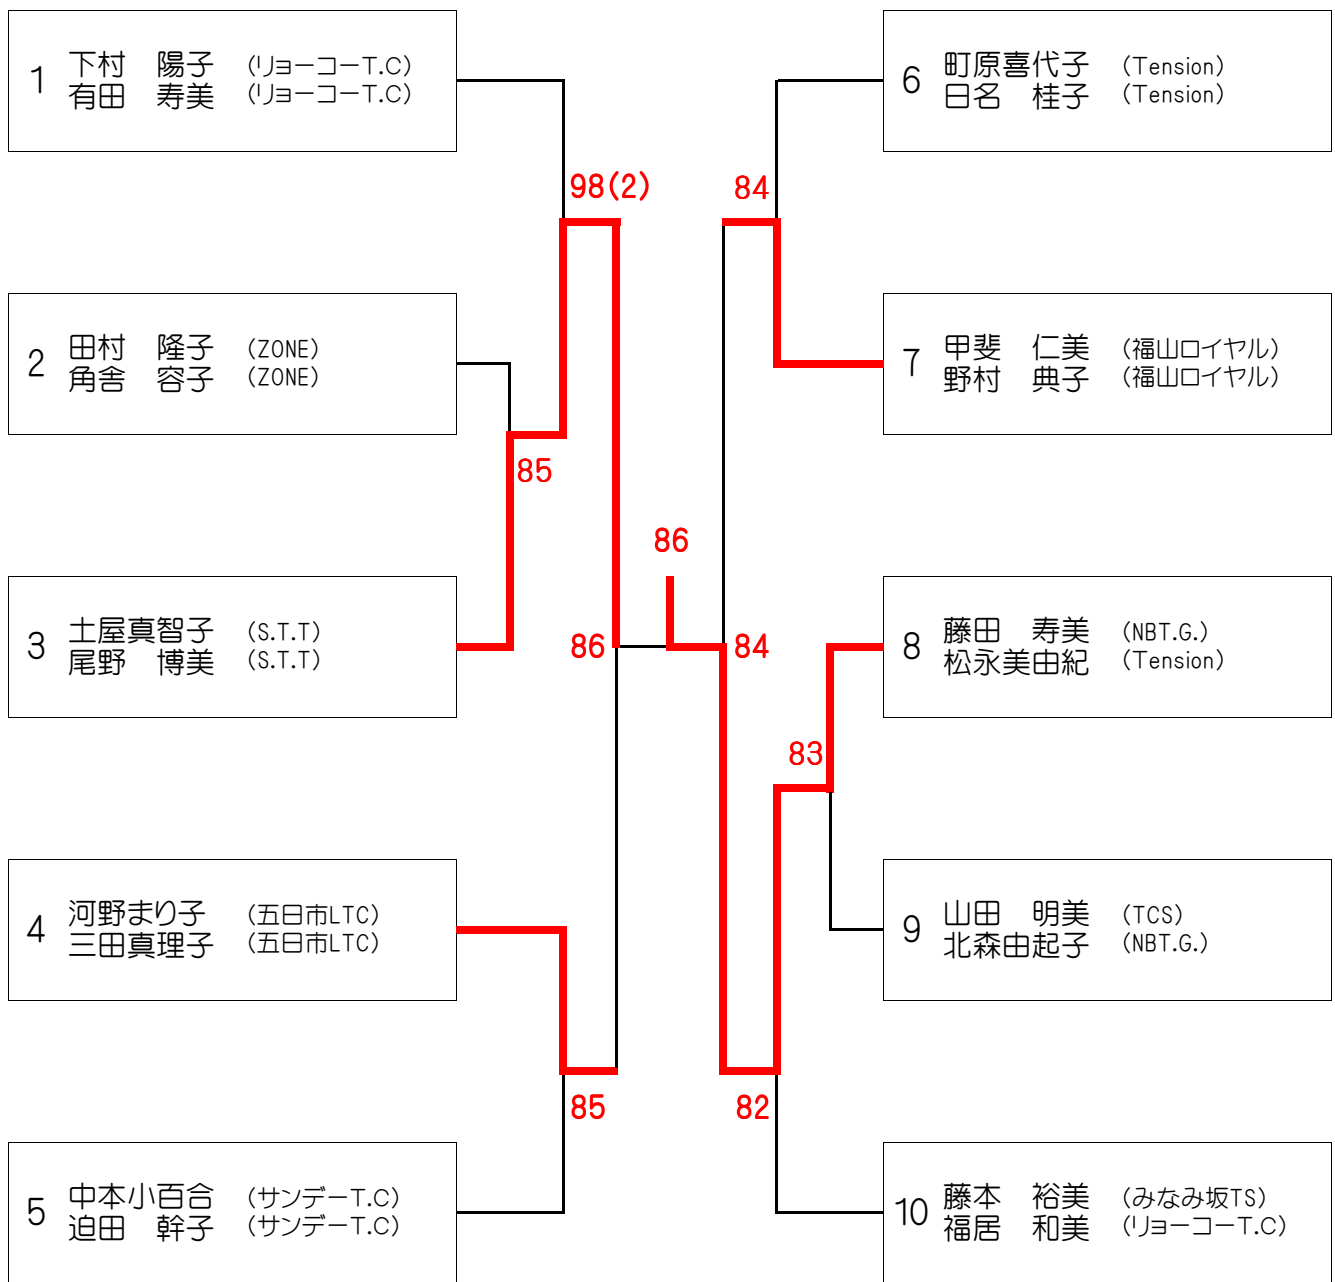 1
下村　陽子　(リョーコーT.C)
有田　寿美　(リョーコーT.C)
98(2)
2
田村　隆子　(ZONE)
角舎　容子　(ZONE)
85
3
土屋真智子　(S.T.T)
尾野　博美　(S.T.T)
86
86
4
河野まり子　(五日市LTC)
三田真理子　(五日市LTC)
85
5
中本小百合　(サンデーT.C)
迫田　幹子　(サンデーT.C)
6
町原喜代子　(Tension)
日名　桂子　(Tension)
84
7
甲斐　仁美　(福山ロイヤル)
野村　典子　(福山ロイヤル)
84
8
藤田　寿美　(NBT.G.)
松永美由紀　(Tension)
83
9
山田　明美　(TCS)
北森由起子　(NBT.G.)
82
10
藤本　裕美　(みなみ坂TS)
福居　和美　(リョーコーT.C)